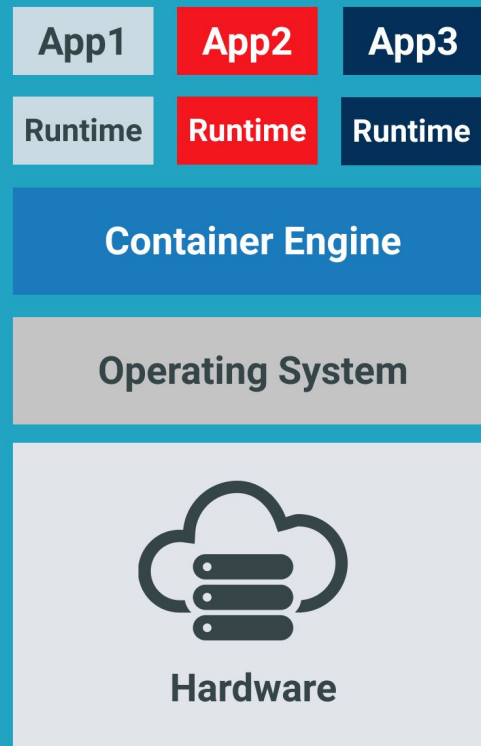 App1 App2 App3
Runtime Runtime Runtime
Container Engine
Operating System
Hardware